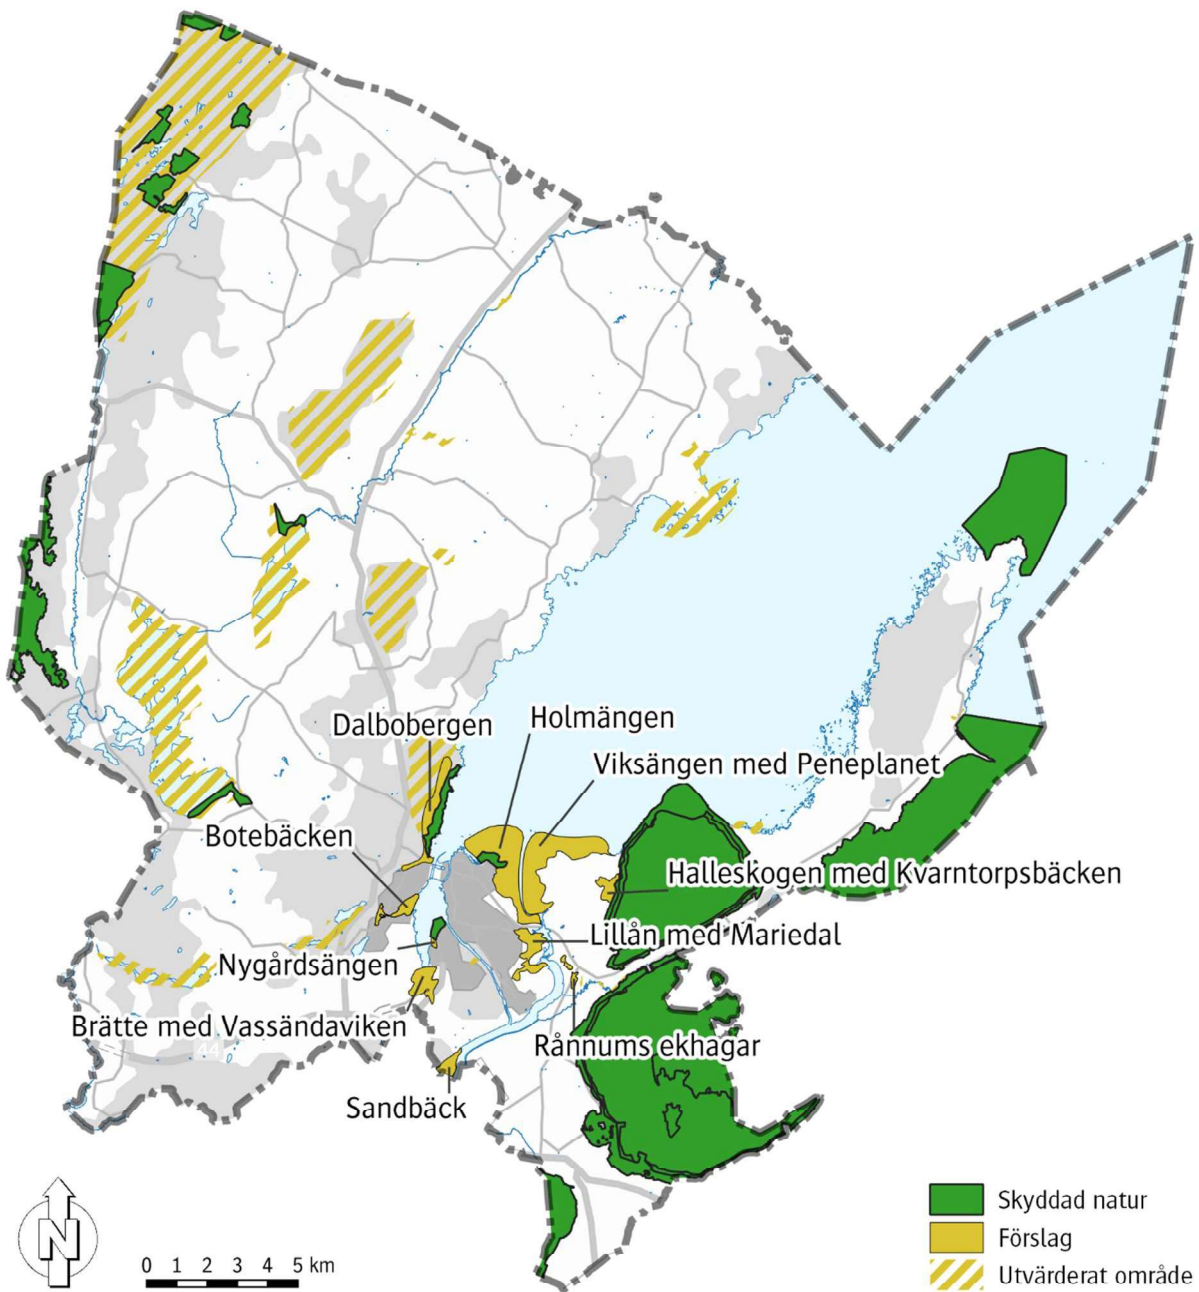 Dalbobergen
Holmängen
Viksängen med Peneplanet
Botebäcken
Halleskogen med Kvarntorpsbäcken
Lillån med Mariedal
Nygårdsängen
Brätte med Vassändaviken
44
Rånnums ekhagar
Sandbäck
N
0 1 2 3 4 5 km
Skyddad natur
Förslag
Utvärderat område